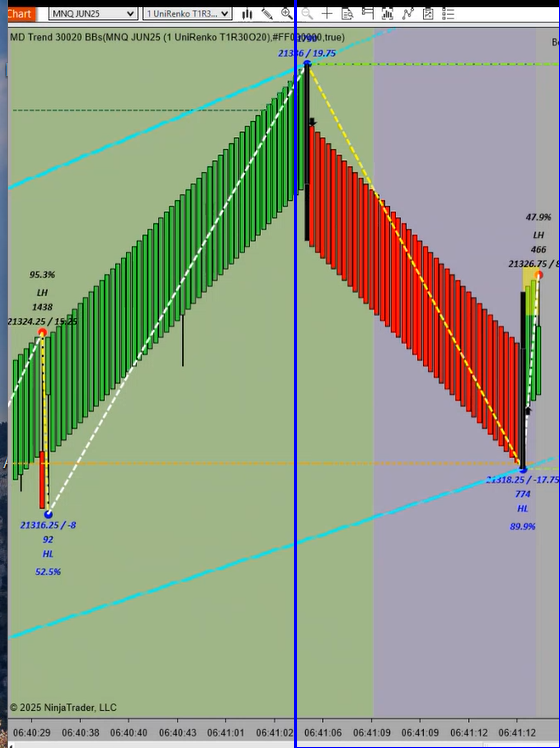 Chart
MNQ JUN25
1 UniRenko T1R3...
MD Trend 30020 BBs(MNQ JUN25 (1 UniRenko T1R30O20),#FF000000,true)
21336 / 19.75
47.9%
LH
466
21326.75 / 8
95.3%
LH
1438
21324.25 / 15.25
21318.25 / -17.75
774
HL
89.9%
21316.25 / -8
92
HL
52.5%
© 2025 NinjaTrader, LLC
06:40:29 06:40:38 06:40:40 06:40:43 06:41:01 06:41:02 06:41:06 06:41:09 06:41:09 06:41:12 06:41:12